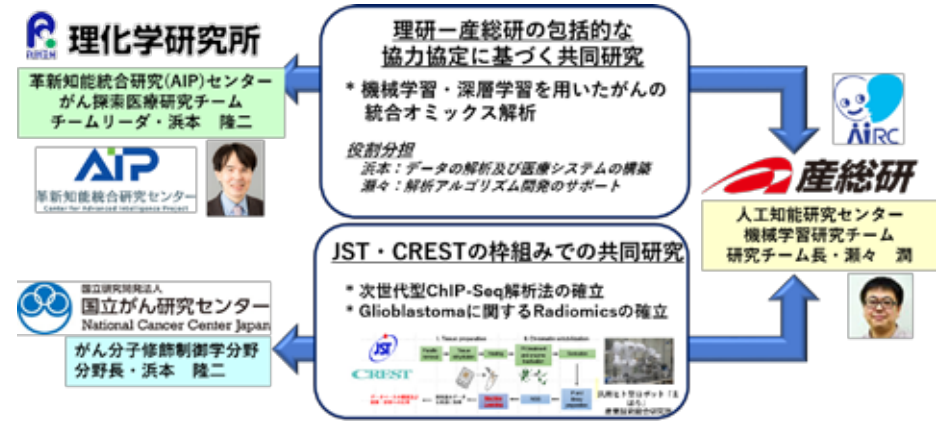 RIKEN
理化学研究所
革新知能統合研究(AIP)センター
がん探索医療研究チーム
チームリーダ・浜本 隆二
AIP
革新知能統合研究センター
Center for Advanced Intelligence Project
理研ー産総研の包括的な
協力協定に基づく共同研究
* 機械学習・深層学習を用いたがんの
統合オミックス解析
役割分担
浜本：データの解析及び医療システムの構築
瀬々：解析アルゴリズム開発のサポート
AiRC
産総研
人工知能研究センター
機械学習研究チーム
研究チーム長・瀬々 潤
国立研究開発法人
国立がん研究センター
National Cancer Center Japan
がん分子修飾制御学分野
分野長・浜本 隆二
JST・CRESTの枠組みでの共同研究
* 次世代型ChIP-Seq解析法の確立
* Glioblastomaに関するRadiomicsの確立
JST
CREST
I. Tissue preparation